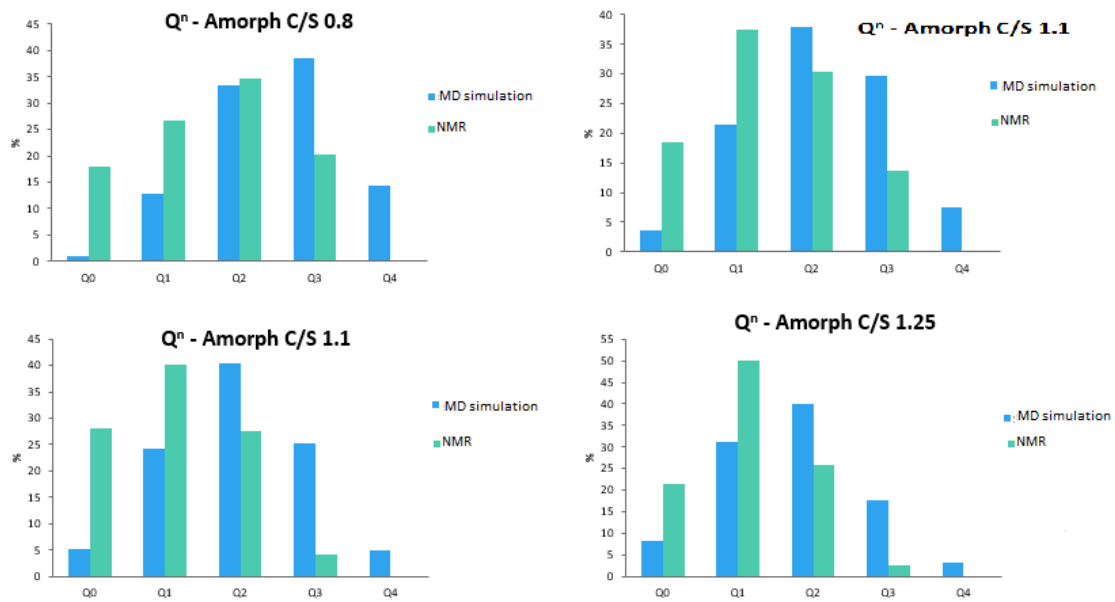 Qⁿ - Amorph C/S 0.8
45
40
35
30
25
20
15
10
5
0
%
Q0 Q1 Q2 Q3 Q4
MD simulation
NMR
Qⁿ - Amorph C/S 1.1
40
35
30
25
20
15
10
5
0
%
Q0 Q1 Q2 Q3 Q4
MD simulation
NMR
Qⁿ - Amorph C/S 1.1
45
40
35
30
25
20
15
10
5
0
%
Q0 Q1 Q2 Q3 Q4
MD simulation
NMR
Qⁿ - Amorph C/S 1.25
55
50
45
40
35
30
25
20
15
10
5
0
%
Q0 Q1 Q2 Q3 Q4
MD simulation
NMR